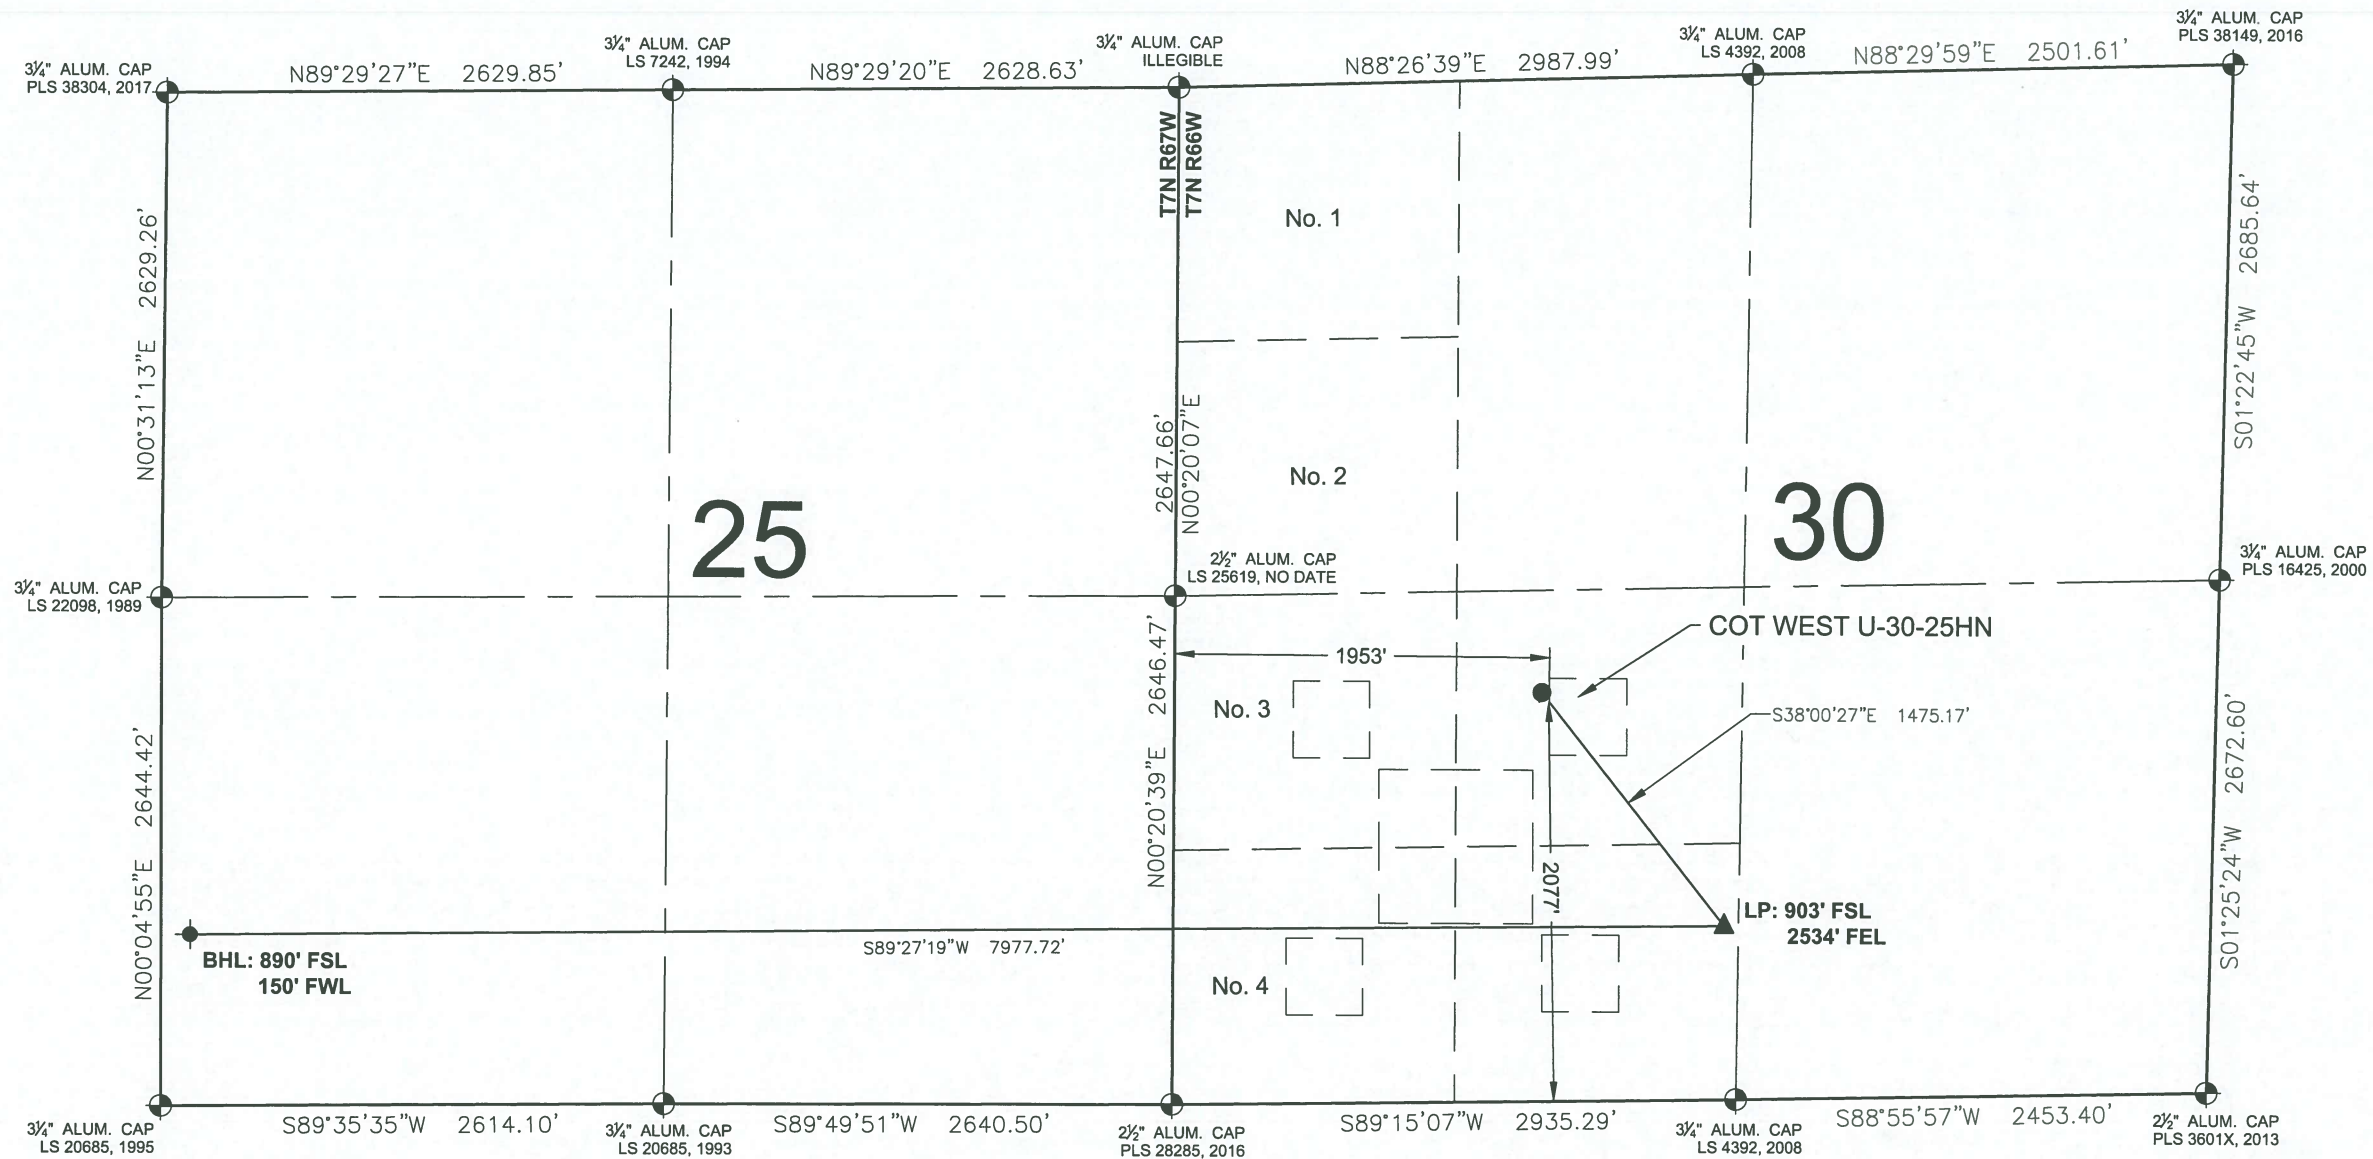 3¼" ALUM. CAP
PLS 38304, 2017
N89°29'27"E 2629.85'
3¼" ALUM. CAP
LS 7242, 1994
N89°29'20"E 2628.63'
3¼" ALUM. CAP
ILLEGIBLE
N88°26'39"E 2987.99'
3¼" ALUM. CAP
LS 4392, 2008
N88°29'59"E 2501.61'
3¼" ALUM. CAP
PLS 38149, 2016
T7N R67W
T7N R66W
No. 1
N00°31'13"E 2629.26'
S01°22'45"W 2685.64'
2647.66'
N00°20'07"E
No. 2
25
30
3¼" ALUM. CAP
LS 22098, 1989
2½" ALUM. CAP
LS 25619, NO DATE
3¼" ALUM. CAP
PLS 16425, 2000
COT WEST U-30-25HN
1953'
No. 3
S38°00'27"E 1475.17'
N00°04'55"E 2644.42'
N00°20'39"E 2646.47'
S01°25'24"W 2672.60'
2077'
LP: 903' FSL
2534' FEL
S89°27'19"W 7977.72'
BHL: 890' FSL
150' FWL
No. 4
3¼" ALUM. CAP
LS 20685, 1995
S89°35'35"W 2614.10'
3¼" ALUM. CAP
LS 20685, 1993
S89°49'51"W 2640.50'
2½" ALUM. CAP
PLS 28285, 2016
S89°15'07"W 2935.29'
3¼" ALUM. CAP
LS 4392, 2008
S88°55'57"W 2453.40'
2½" ALUM. CAP
PLS 3601X, 2013